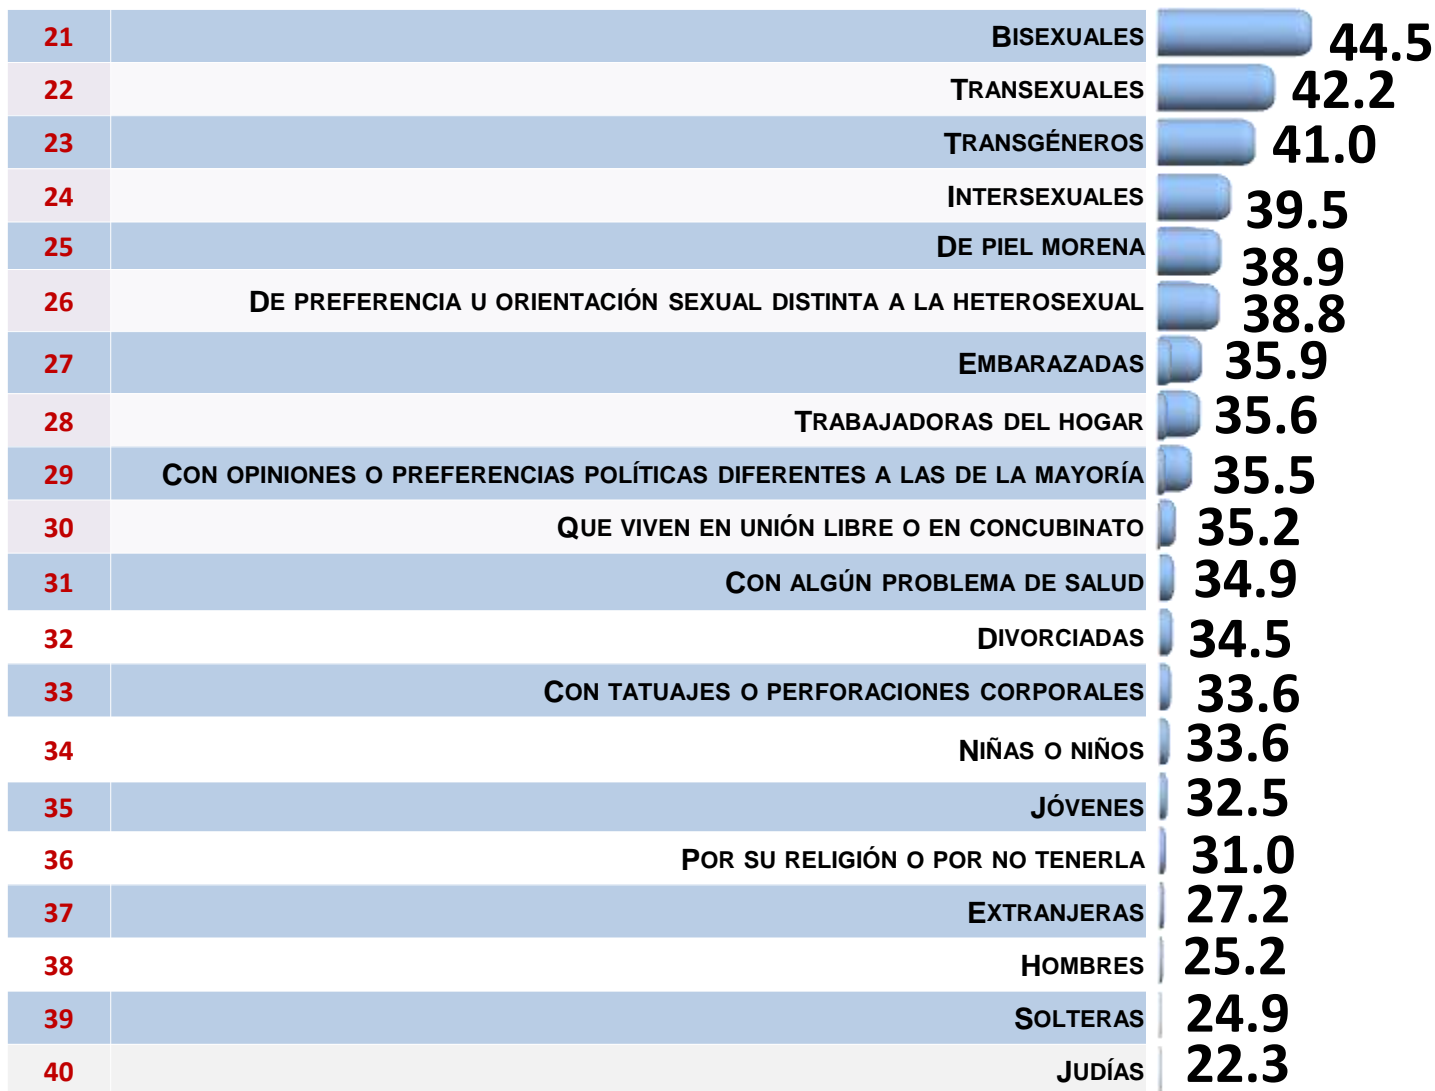 21 BISEXUALES 44.5
22 TRANSEXUALES 42.2
23 TRANSGÉNEROS 41.0
24 INTERSEXUALES 39.5
25 DE PIEL MORENA 38.9
26 DE PREFERENCIA U ORIENTACIÓN SEXUAL DISTINTA A LA HETEROSEXUAL 38.8
27 EMBARAZADAS 35.9
28 TRABAJADORAS DEL HOGAR 35.6
29 CON OPINIONES O PREFERENCIAS POLÍTICAS DIFERENTES A LAS DE LA MAYORÍA 35.5
30 QUE VIVEN EN UNIÓN LIBRE O EN CONCUBINATO 35.2
31 CON ALGÚN PROBLEMA DE SALUD 34.9
32 DIVORCIADAS 34.5
33 CON TATUAJES O PERFORACIONES CORPORALES 33.6
34 NIÑAS O NIÑOS 33.6
35 JÓVENES 32.5
36 POR SU RELIGIÓN O POR NO TENERLA 31.0
37 EXTRANJERAS 27.2
38 HOMBRES 25.2
39 SOLTERAS 24.9
40 JUDÍAS 22.3